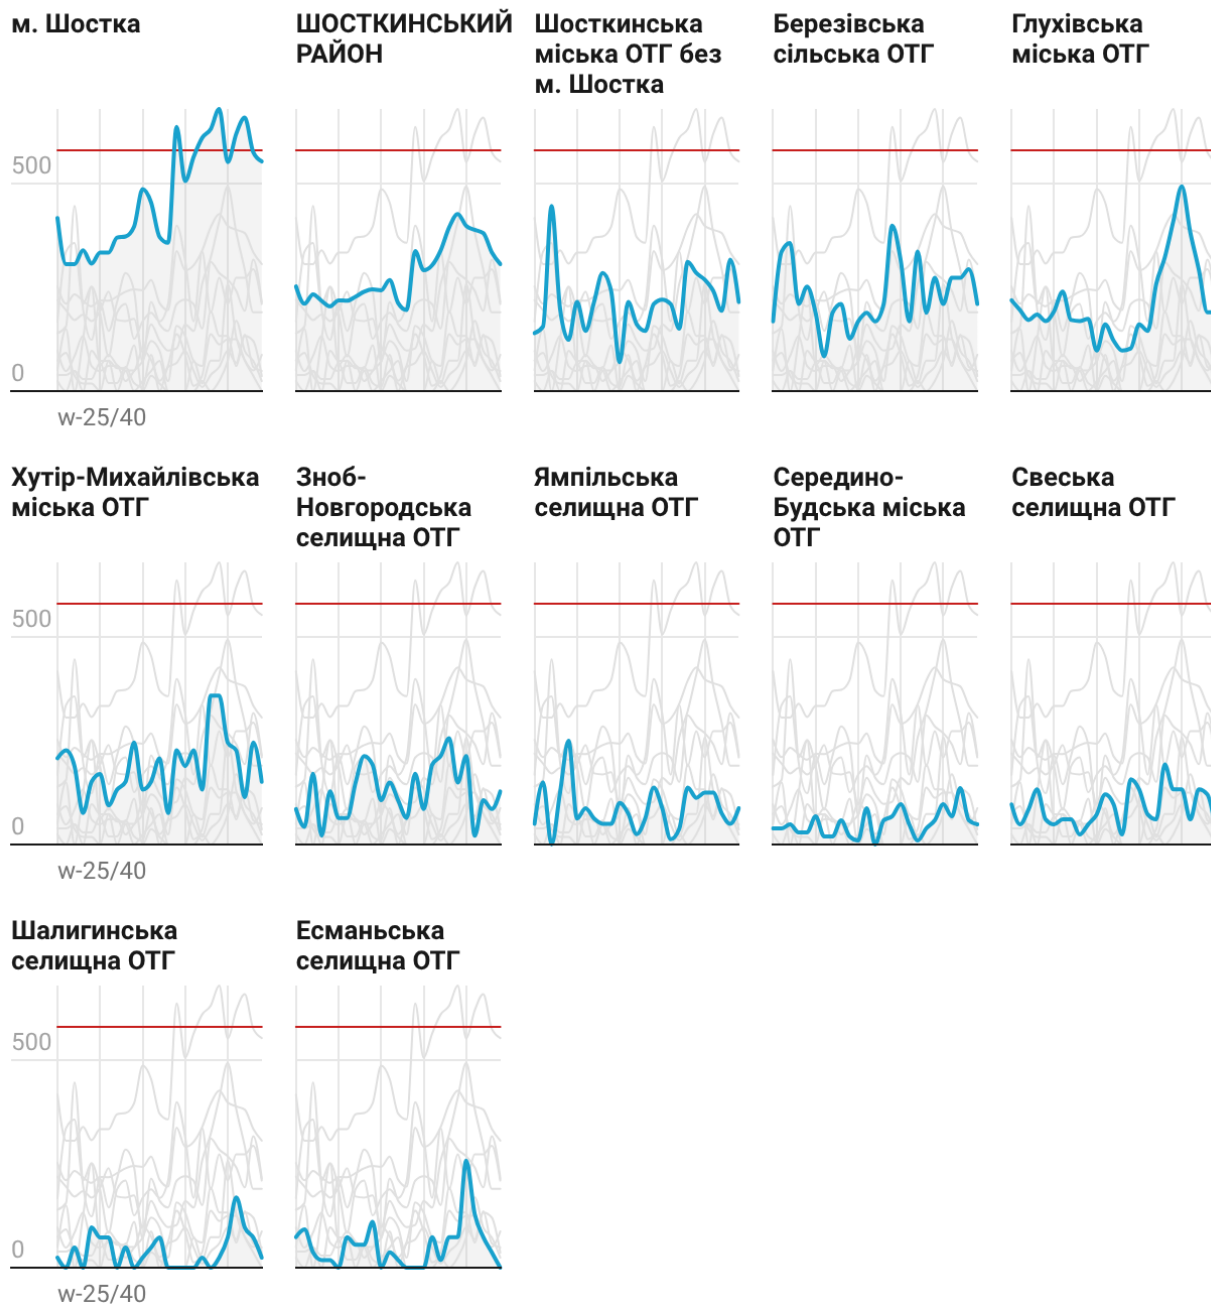 м. Шостка
ШОСТКИНСЬКИЙ
РАЙОН
Шосткинська
міська ОТГ без
м. Шостка
Березівська
сільська ОТГ
Глухівська
міська ОТГ
500
0
w-25/40
Хутір-Михайлівська
міська ОТГ
Зноб-
Новгородська
селищна ОТГ
Ямпільська
селищна ОТГ
Середино-
Будська міська
ОТГ
Свеська
селищна ОТГ
500
0
w-25/40
Шалигинська
селищна ОТГ
Есманьська
селищна ОТГ
500
0
w-25/40